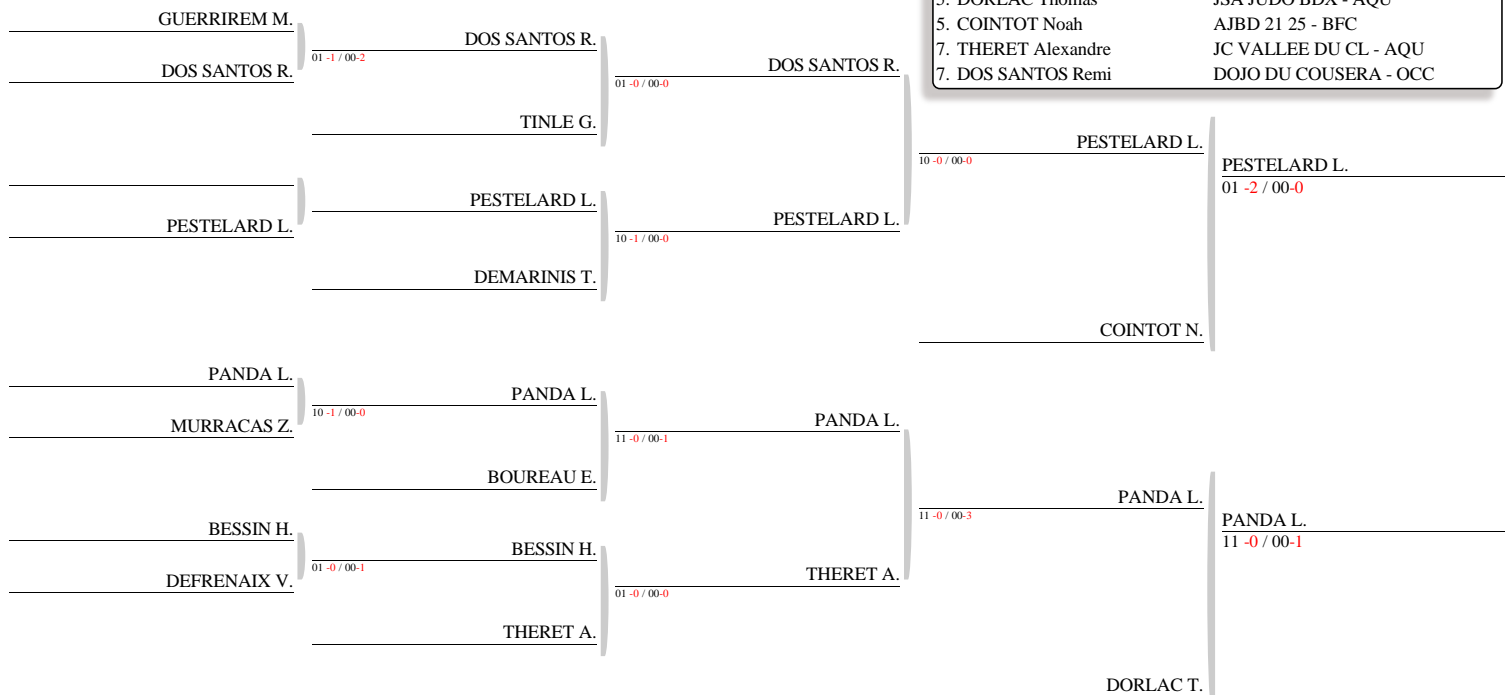 5. DORLAC Thomas JSA JUDO BDX - AQU
5. COINTOT Noah AJBD 21 25 - BFC
7. THERET Alexandre JC VALLEE DU CL - AQU
7. DOS SANTOS Remi DOJO DU COUSERA - OCC
GUERRIREM M.
DOS SANTOS R.
PESTELARD L.
PANDA L.
MURRACAS Z.
BESSIN H.
DEFRENAIX V.
DOS SANTOS R.
01 -1 / 00-2
TINLE G.
PESTELARD L.
DEMARINIS T.
PANDA L.
10 -1 / 00-0
BOUREAU E.
BESSIN H.
01 -0 / 00-1
THERET A.
DOS SANTOS R.
01 -0 / 00-0
PESTELARD L.
10 -1 / 00-0
PANDA L.
11 -0 / 00-1
THERET A.
01 -0 / 00-0
PESTELARD L.
10 -0 / 00-0
COINTOT N.
PANDA L.
11 -0 / 00-3
DORLAC T.
PESTELARD L.
01 -2 / 00-0
PANDA L.
11 -0 / 00-1